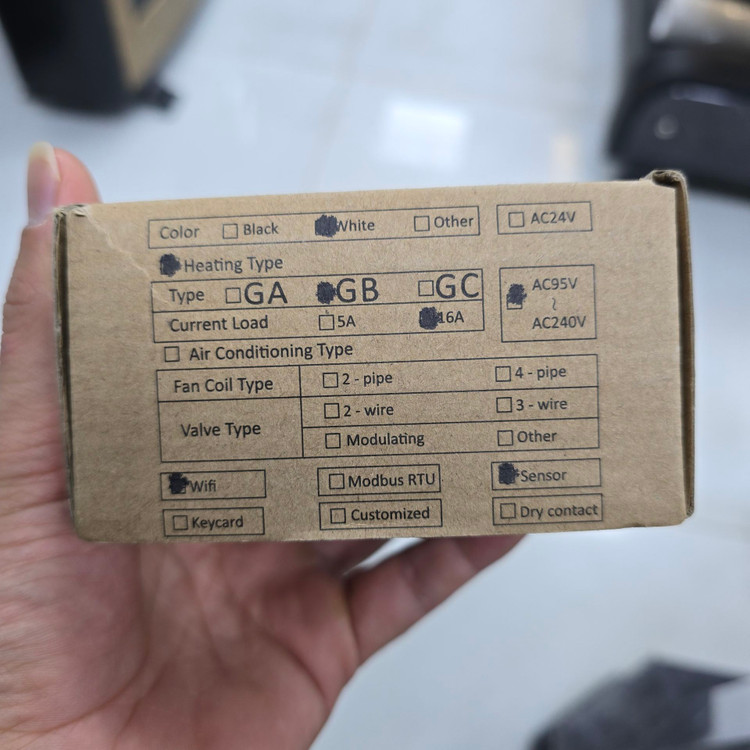 Color Black White Other AC24V
Heating Type
Type GA GB GC AC95V
~
Current Load 5A 16A AC240V
Air Conditioning Type
Fan Coil Type 2 - pipe 4 - pipe
Valve Type 2 - wire 3 - wire
Modulating Other
Wifi Modbus RTU Sensor
Keycard Customized Dry contact